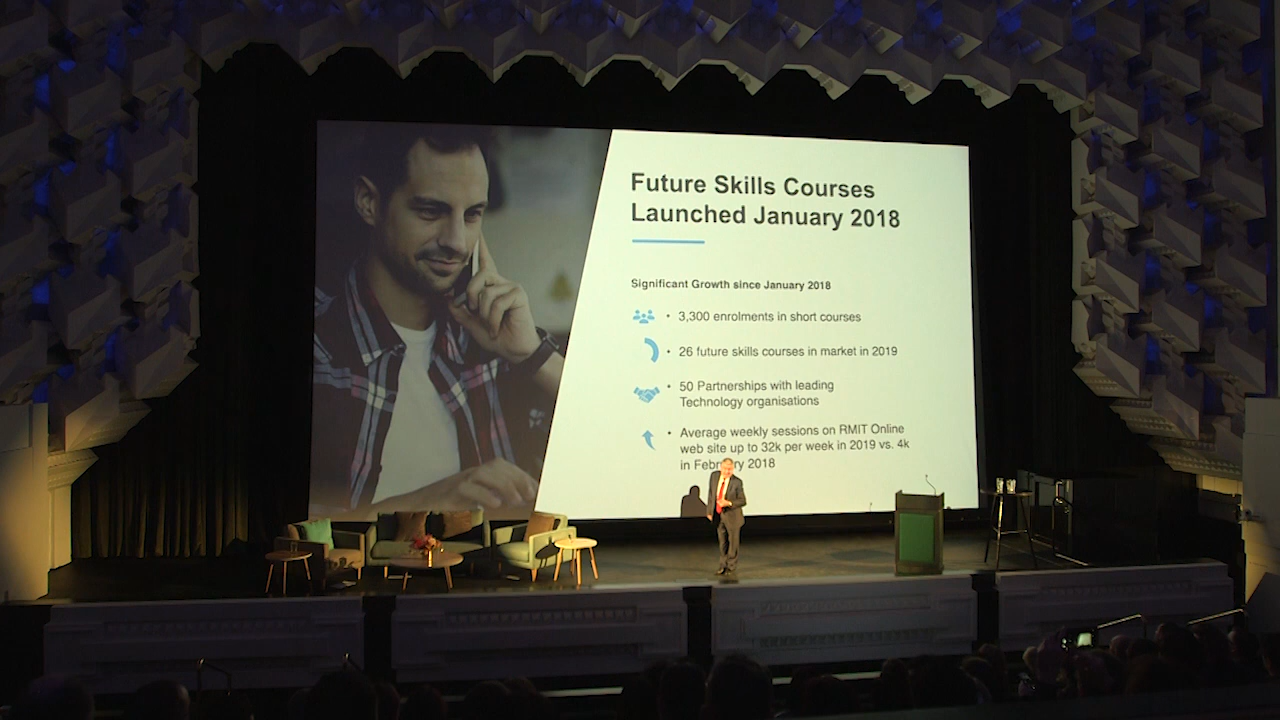 Future Skills Courses
Launched January 2018
Significant Growth since January 2018
• 3,300 enrolments in short courses
• 26 future skills courses in market in 2019
• 50 Partnerships with leading
Technology organisations
• Average weekly sessions on RMIT Online
web site up to 32k per week in 2019 vs. 4k
in February 2018